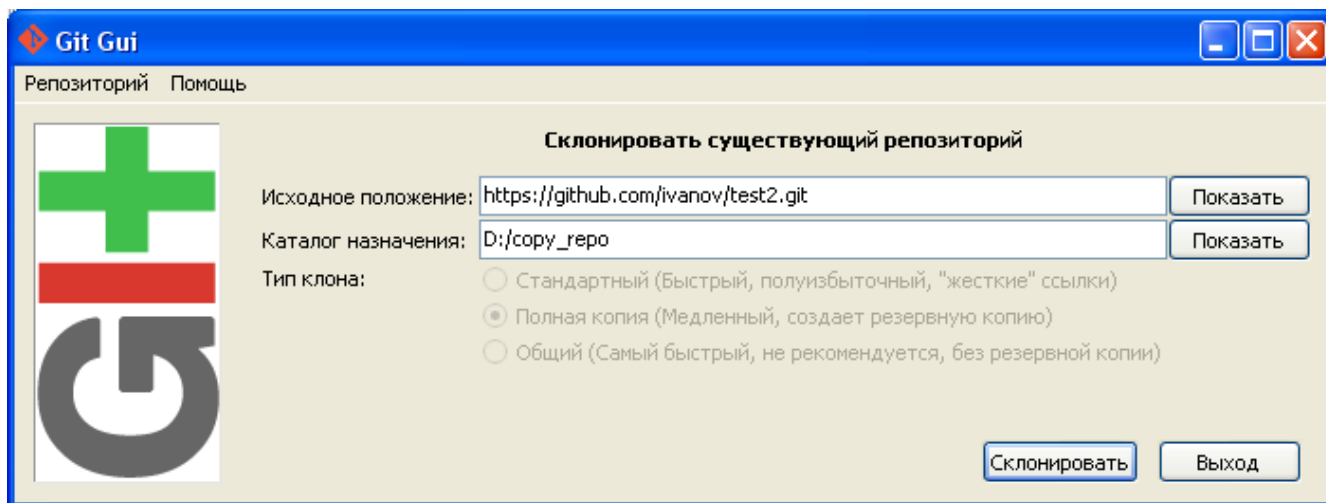 Git Gui
Репозиторий Помощь
Склонировать существующий репозиторий
Исходное положение: https://github.com/ivanov/test2.git Показать
Каталог назначения: D:/copy_repo Показать
Тип клона: Стандартный (Быстрый, полуизбыточный, "жесткие" ссылки)
Полная копия (Медленный, создает резервную копию)
Общий (Самый быстрый, не рекомендуется, без резервной копии)
Склонировать Выход